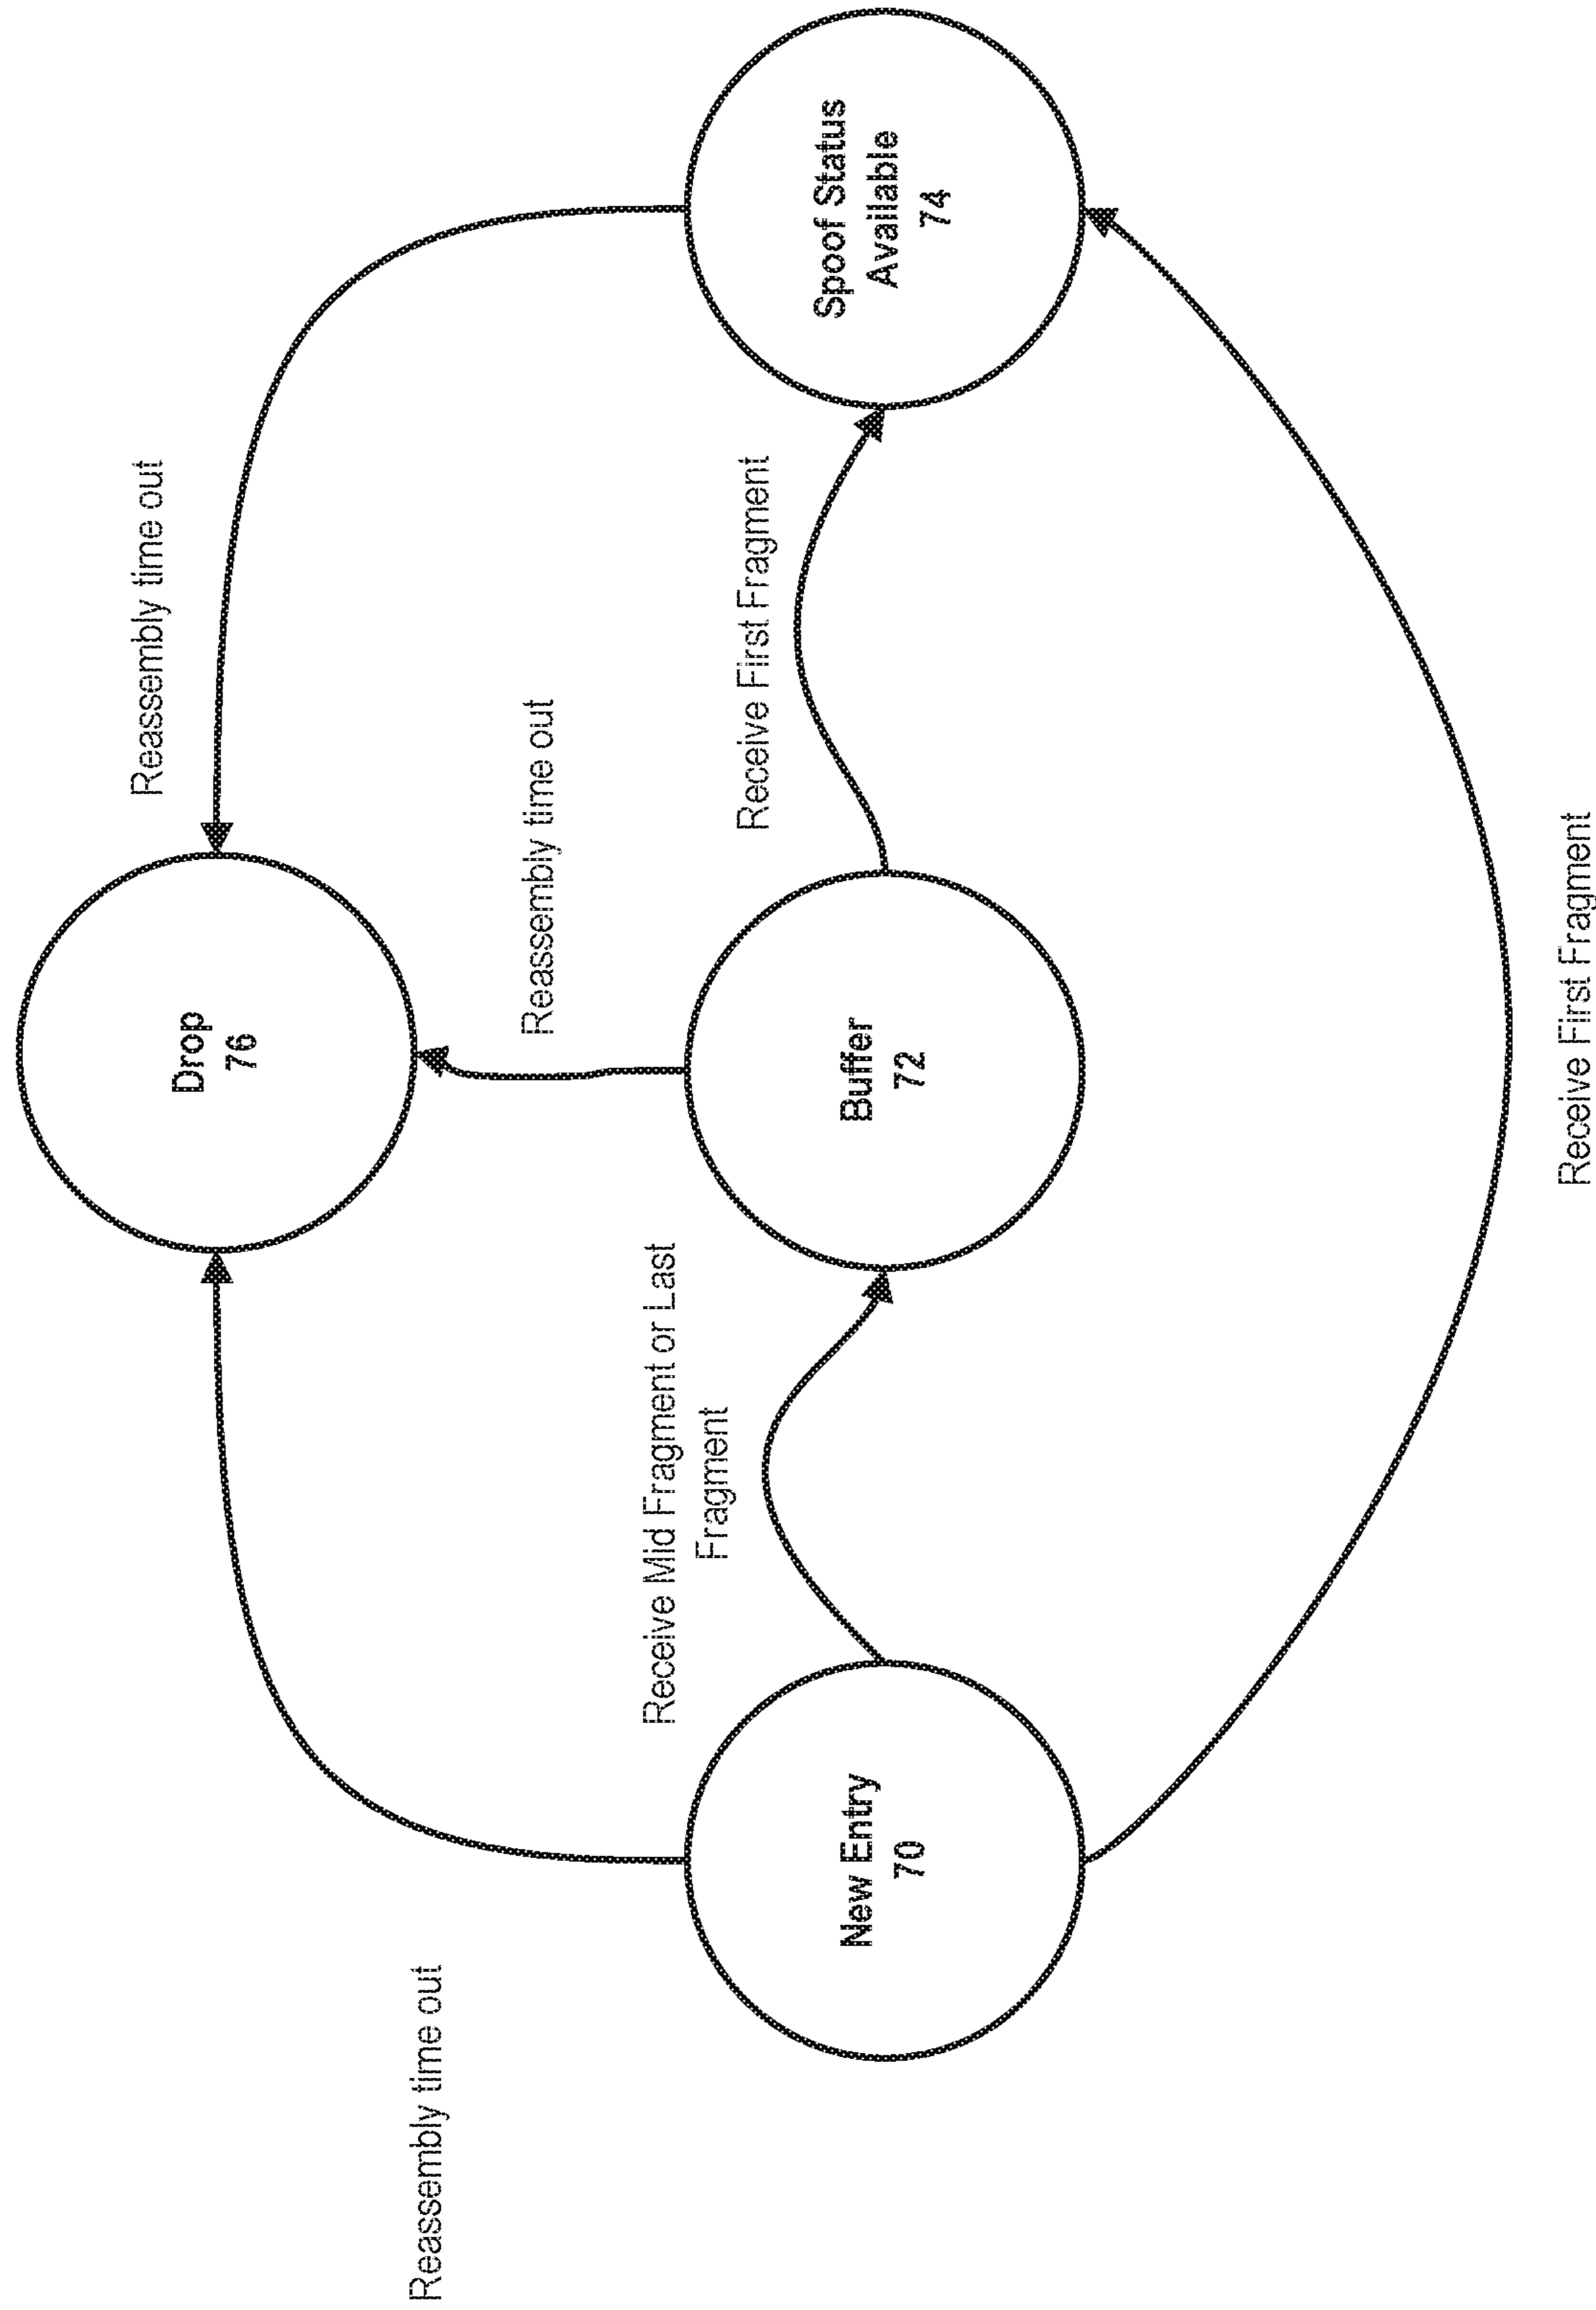 Drop
76
Reassembly time out
Reassembly time out
Reassembly time out
Receive Mid Fragment or Last
Fragment
Receive First Fragment
New Entry
70
Buffer
72
Spoof Status
Available
74
Receive First Fragment